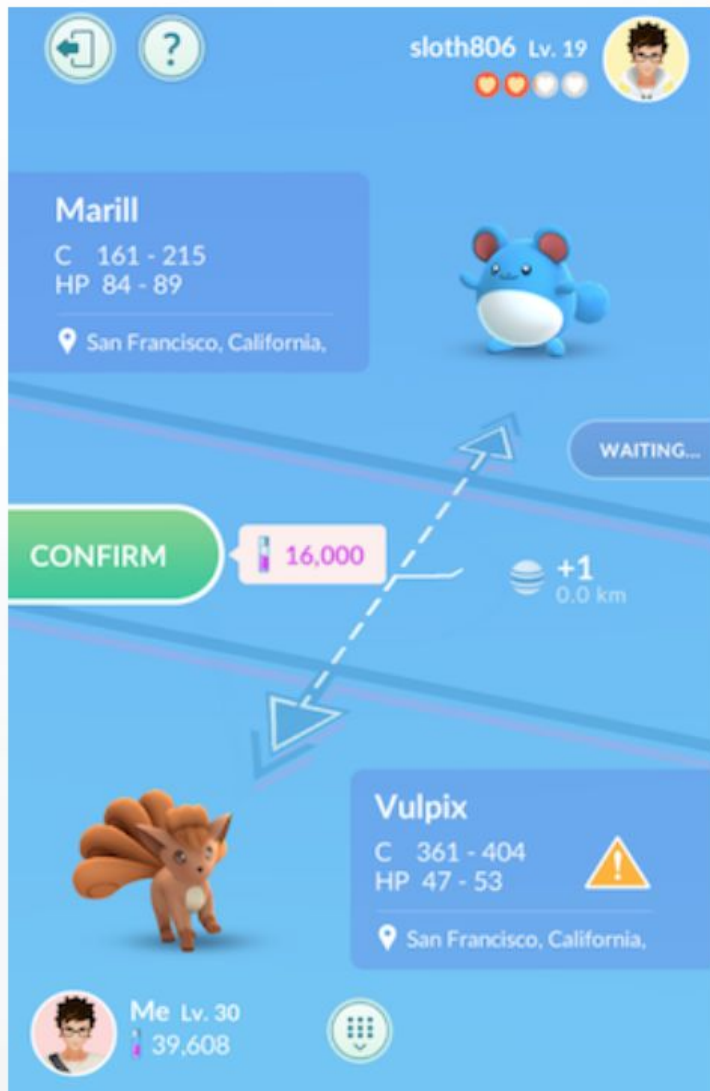 ?
sloth806 Lv. 19
Marill
C 161 - 215
HP 84 - 89
San Francisco, California,
WAITING...
CONFIRM
16,000
+1
0.0 km
Vulpix
C 361 - 404
HP 47 - 53
!
San Francisco, California,
Me Lv. 30
39,608